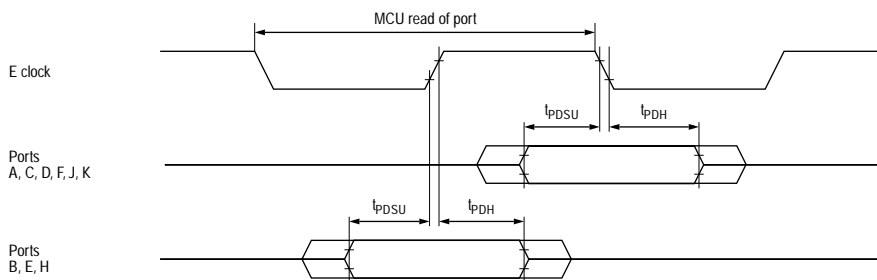 MCU read of port
E clock
tPDSU
tPDH
Ports
A, C, D, F, J, K
tPDSU
tPDH
Ports
B, E, H